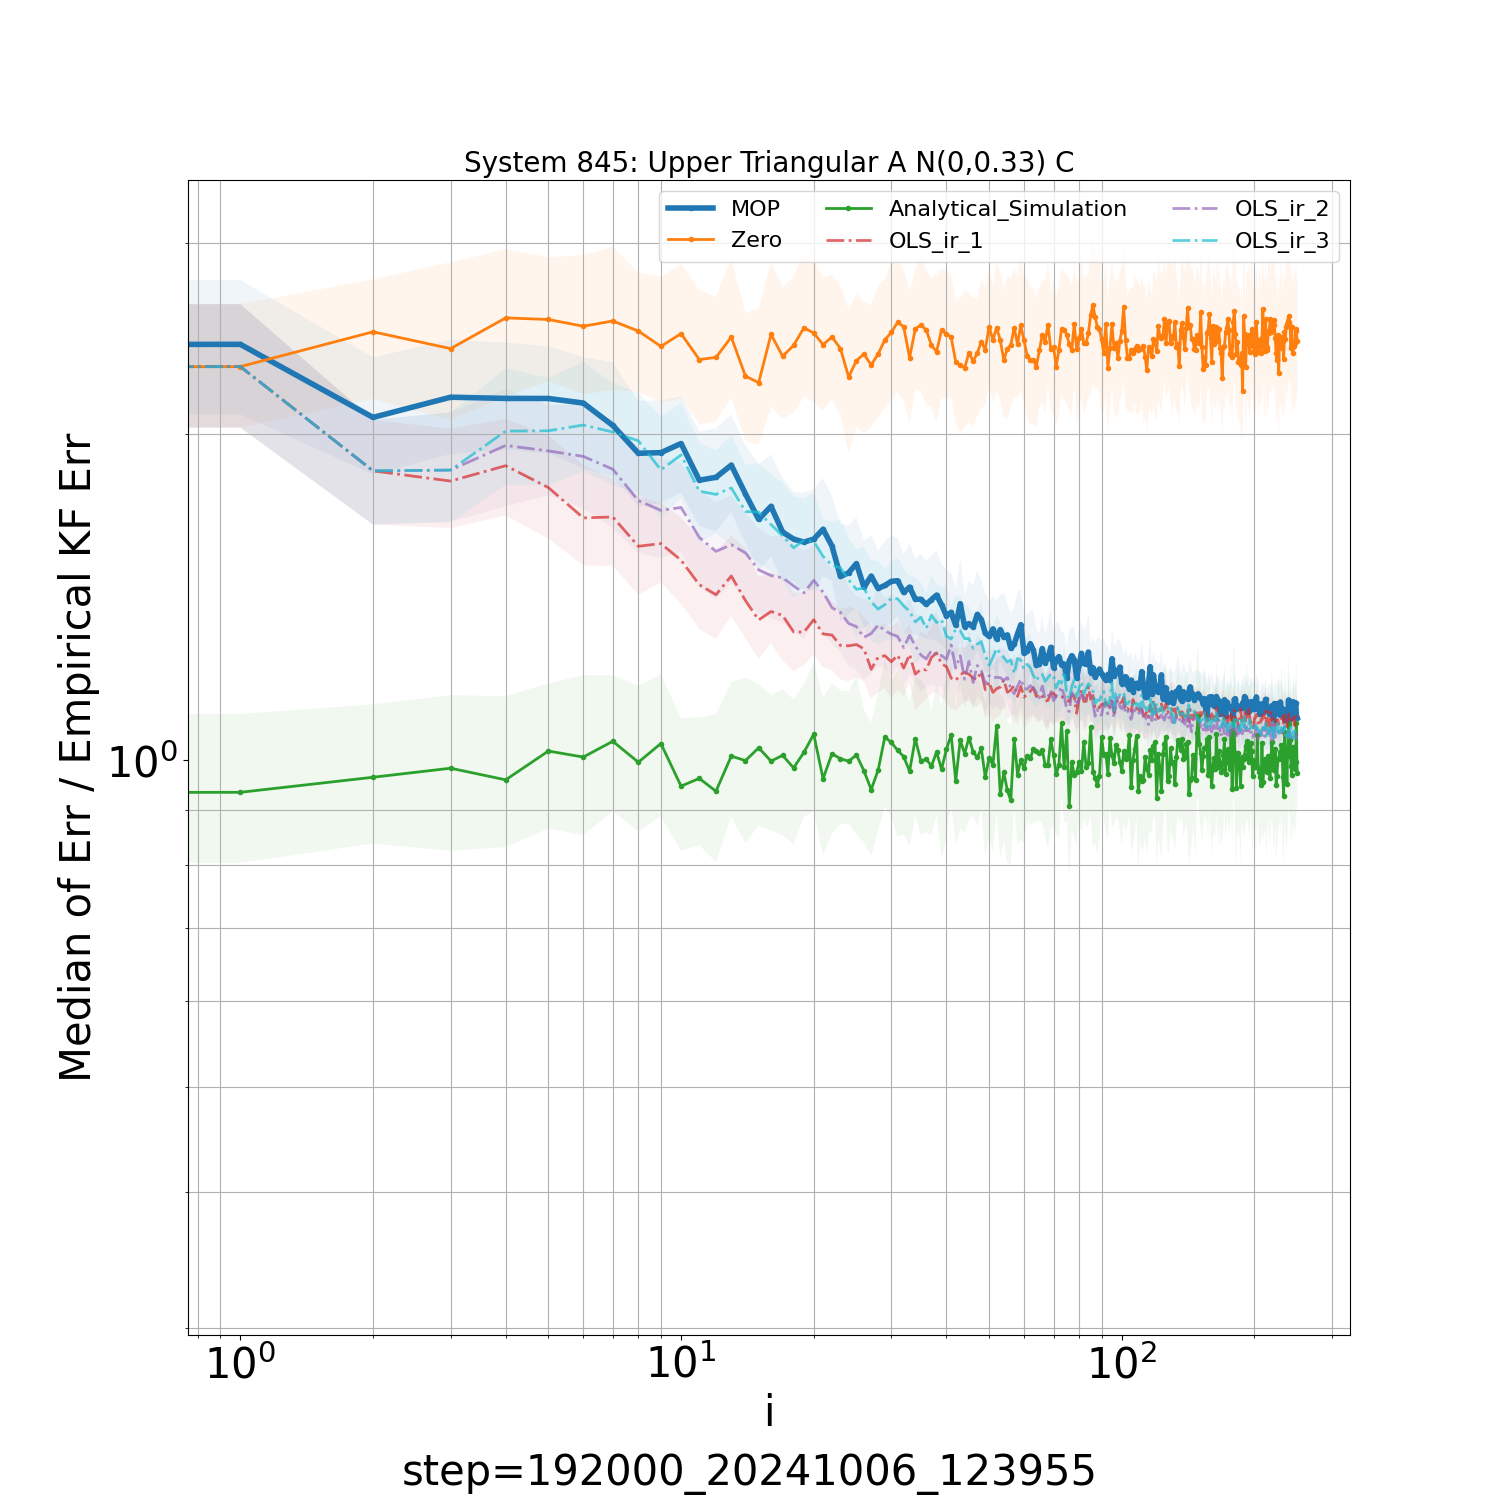 System 845: Upper Triangular A N(0,0.33) C
MOP
Zero
Analytical_Simulation
OLS_ir_1
OLS_ir_2
OLS_ir_3
Median of Err / Empirical KF Err
10⁰
10⁰ 10¹ 10²
i
step=192000_20241006_123955